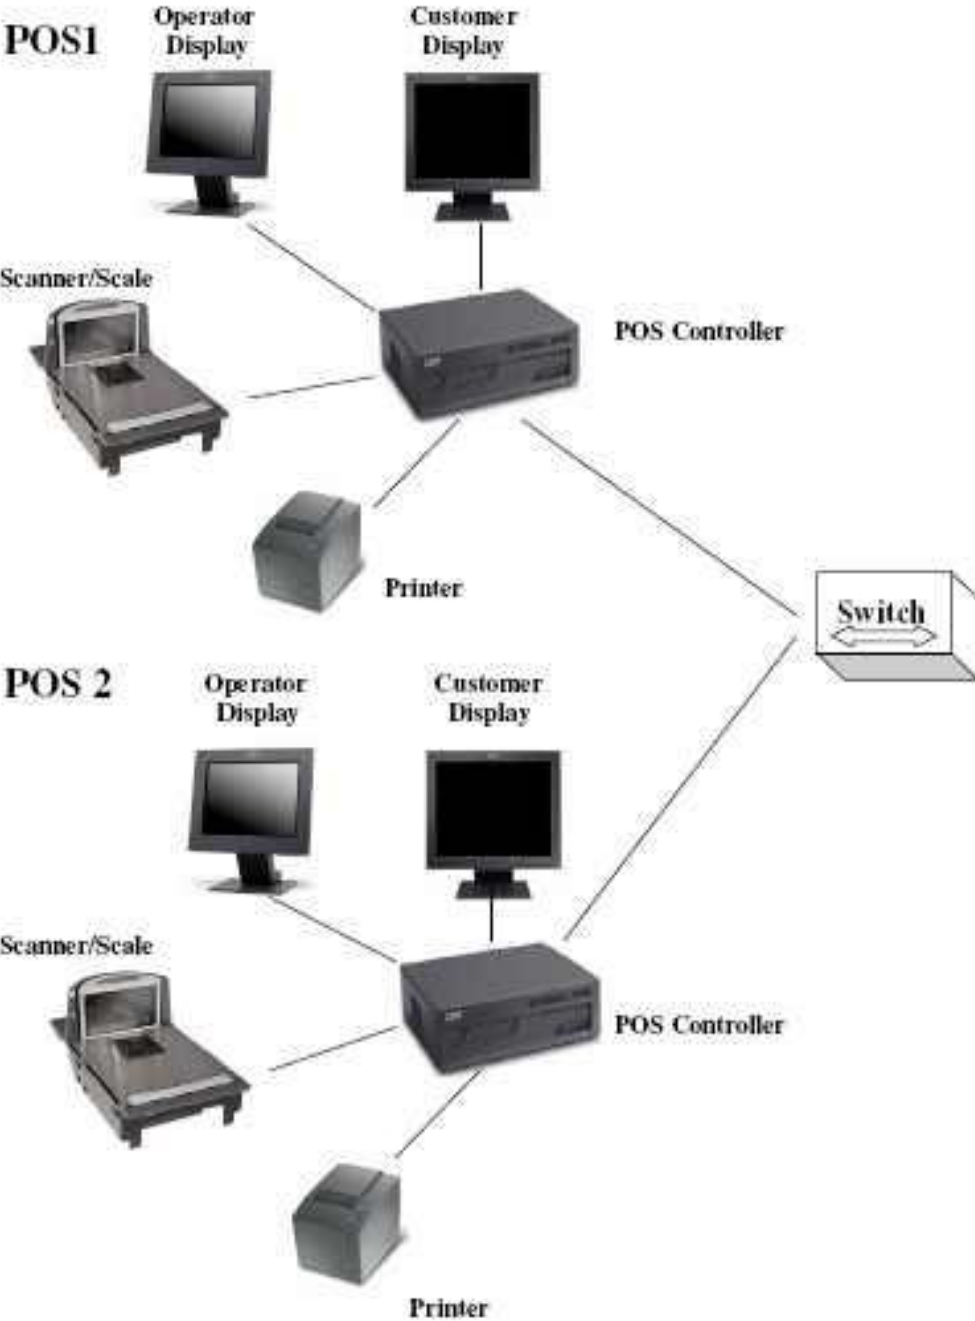 POS1
Operator
Display
Customer
Display
Scanner/Scale
POS Controller
Printer
Switch
POS 2
Operator
Display
Customer
Display
Scanner/Scale
POS Controller
Printer